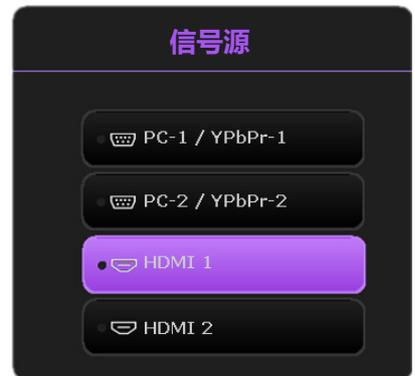 信号源
PC-1 / YPbPr-1
PC-2 / YPbPr-2
HDMI 1
HDMI 2